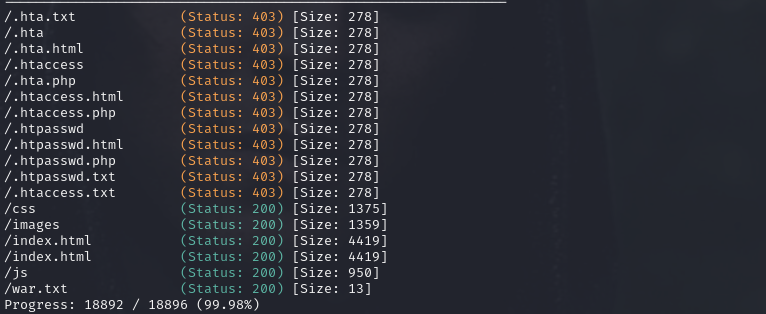 /.hta.txt (Status: 403) [Size: 278]
/.hta (Status: 403) [Size: 278]
/.hta.html (Status: 403) [Size: 278]
/.htaccess (Status: 403) [Size: 278]
/.hta.php (Status: 403) [Size: 278]
/.htaccess.html (Status: 403) [Size: 278]
/.htaccess.php (Status: 403) [Size: 278]
/.htpasswd (Status: 403) [Size: 278]
/.htpasswd.html (Status: 403) [Size: 278]
/.htpasswd.php (Status: 403) [Size: 278]
/.htpasswd.txt (Status: 403) [Size: 278]
/.htaccess.txt (Status: 403) [Size: 278]
/css (Status: 200) [Size: 1375]
/images (Status: 200) [Size: 1359]
/index.html (Status: 200) [Size: 4419]
/index.html (Status: 200) [Size: 4419]
/js (Status: 200) [Size: 950]
/war.txt (Status: 200) [Size: 13]
Progress: 18892 / 18896 (99.98%)